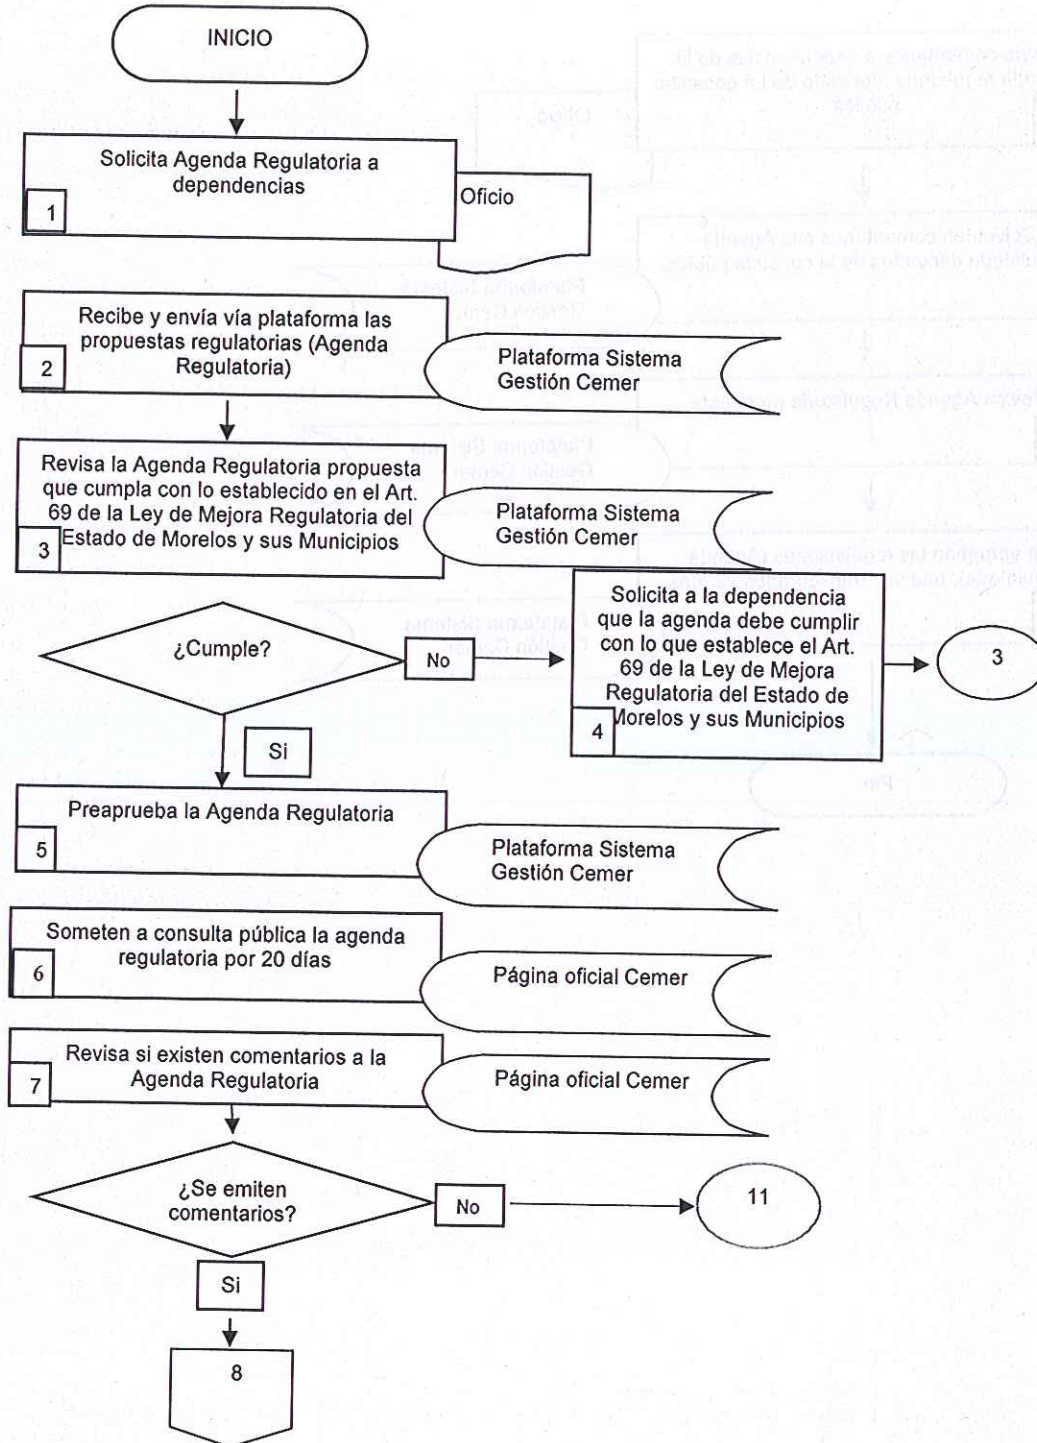 INICIO
Solicita Agenda Regulatoria a
dependencias
1
Oficio
Recibe y envía vía plataforma las
propuestas regulatorias (Agenda
Regulatoria)
2
Plataforma Sistema
Gestión Cemer
Revisa la Agenda Regulatoria propuesta
que cumpla con lo establecido en el Art.
69 de la Ley de Mejora Regulatoria del
Estado de Morelos y sus Municipios
3
Plataforma Sistema
Gestión Cemer
¿Cumple?
No
Solicita a la dependencia
que la agenda debe cumplir
con lo que establece el Art.
69 de la Ley de Mejora
Regulatoria del Estado de
Morelos y sus Municipios
4
3
Si
Preaprueba la Agenda Regulatoria
5
Plataforma Sistema
Gestión Cemer
Someten a consulta pública la agenda
regulatoria por 20 días
6
Página oficial Cemer
Revisa si existen comentarios a la
Agenda Regulatoria
7
Página oficial Cemer
¿Se emiten
comentarios?
No
11
Si
8